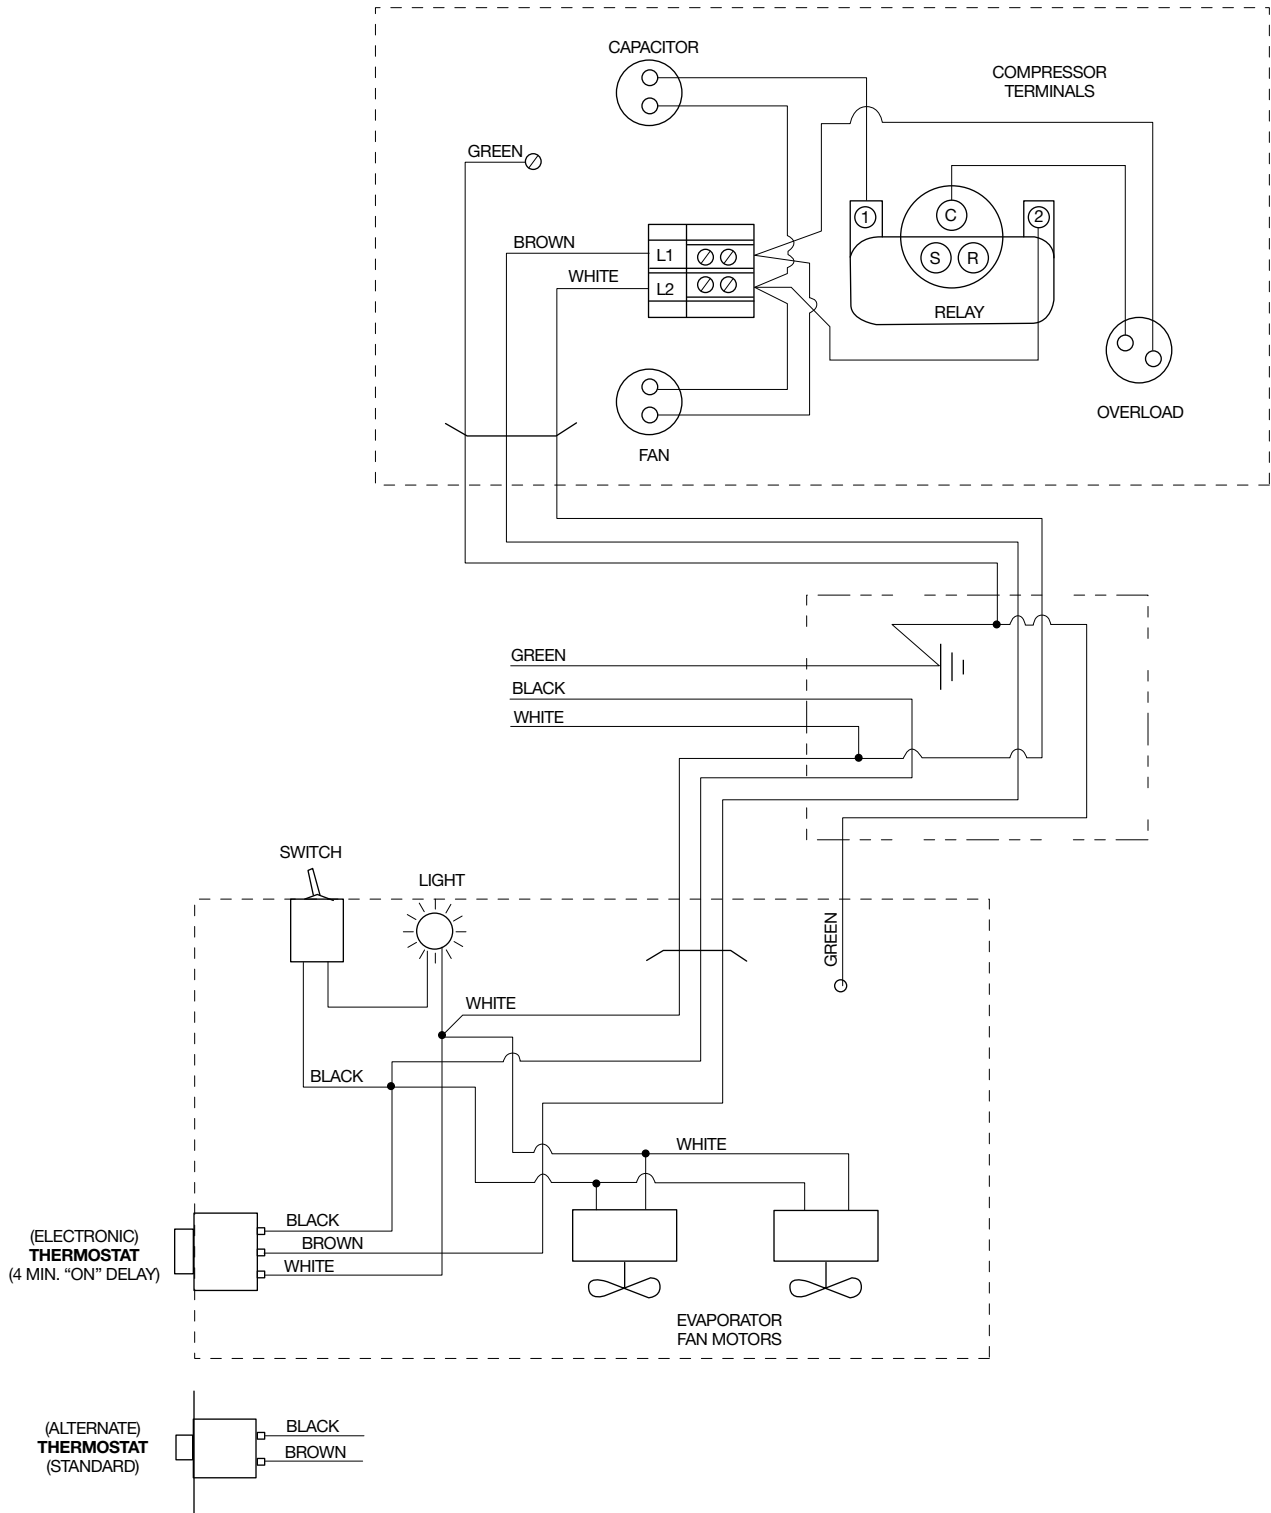 CAPACITOR
COMPRESSOR
TERMINALS
GREEN
1
C
2
BROWN
L1
S
R
WHITE
L2
RELAY
OVERLOAD
FAN
GREEN
BLACK
WHITE
SWITCH
LIGHT
GREEN
WHITE
BLACK
WHITE
BLACK
(ELECTRONIC)
THERMOSTAT
(4 MIN. “ON” DELAY)
BROWN
WHITE
EVAPORATOR
FAN MOTORS
(ALTERNATE)
THERMOSTAT
(STANDARD)
BLACK
BROWN